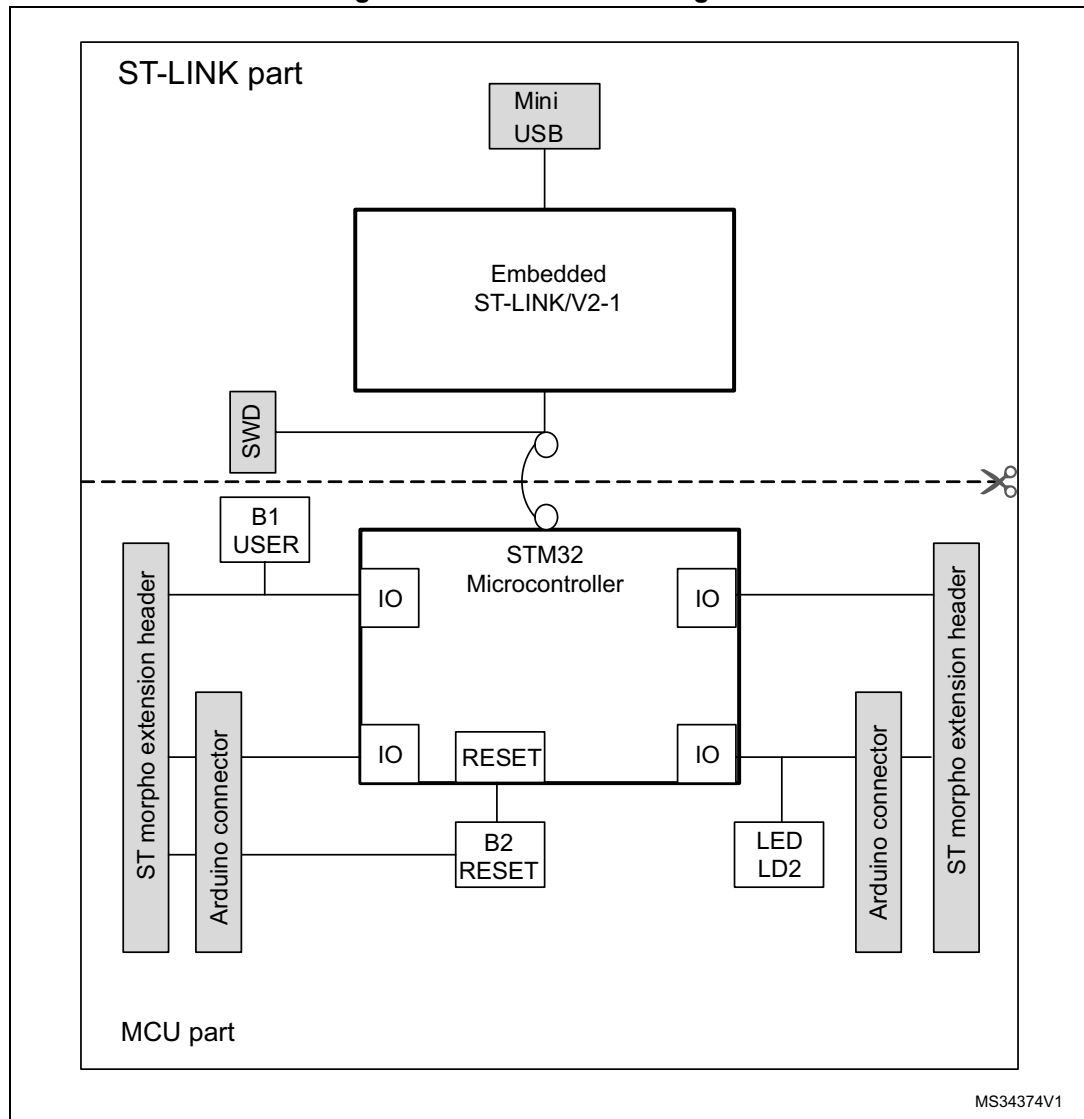 ST-LINK part
Mini
USB
Embedded
ST-LINK/V2-1
SWD
B1
USER
STM32
Microcontroller
IO
IO
ST morpho extension header
Arduino connector
IO
RESET
IO
B2
RESET
LED
LD2
Arduino connector
ST morpho extension header
MCU part
MS34374V1